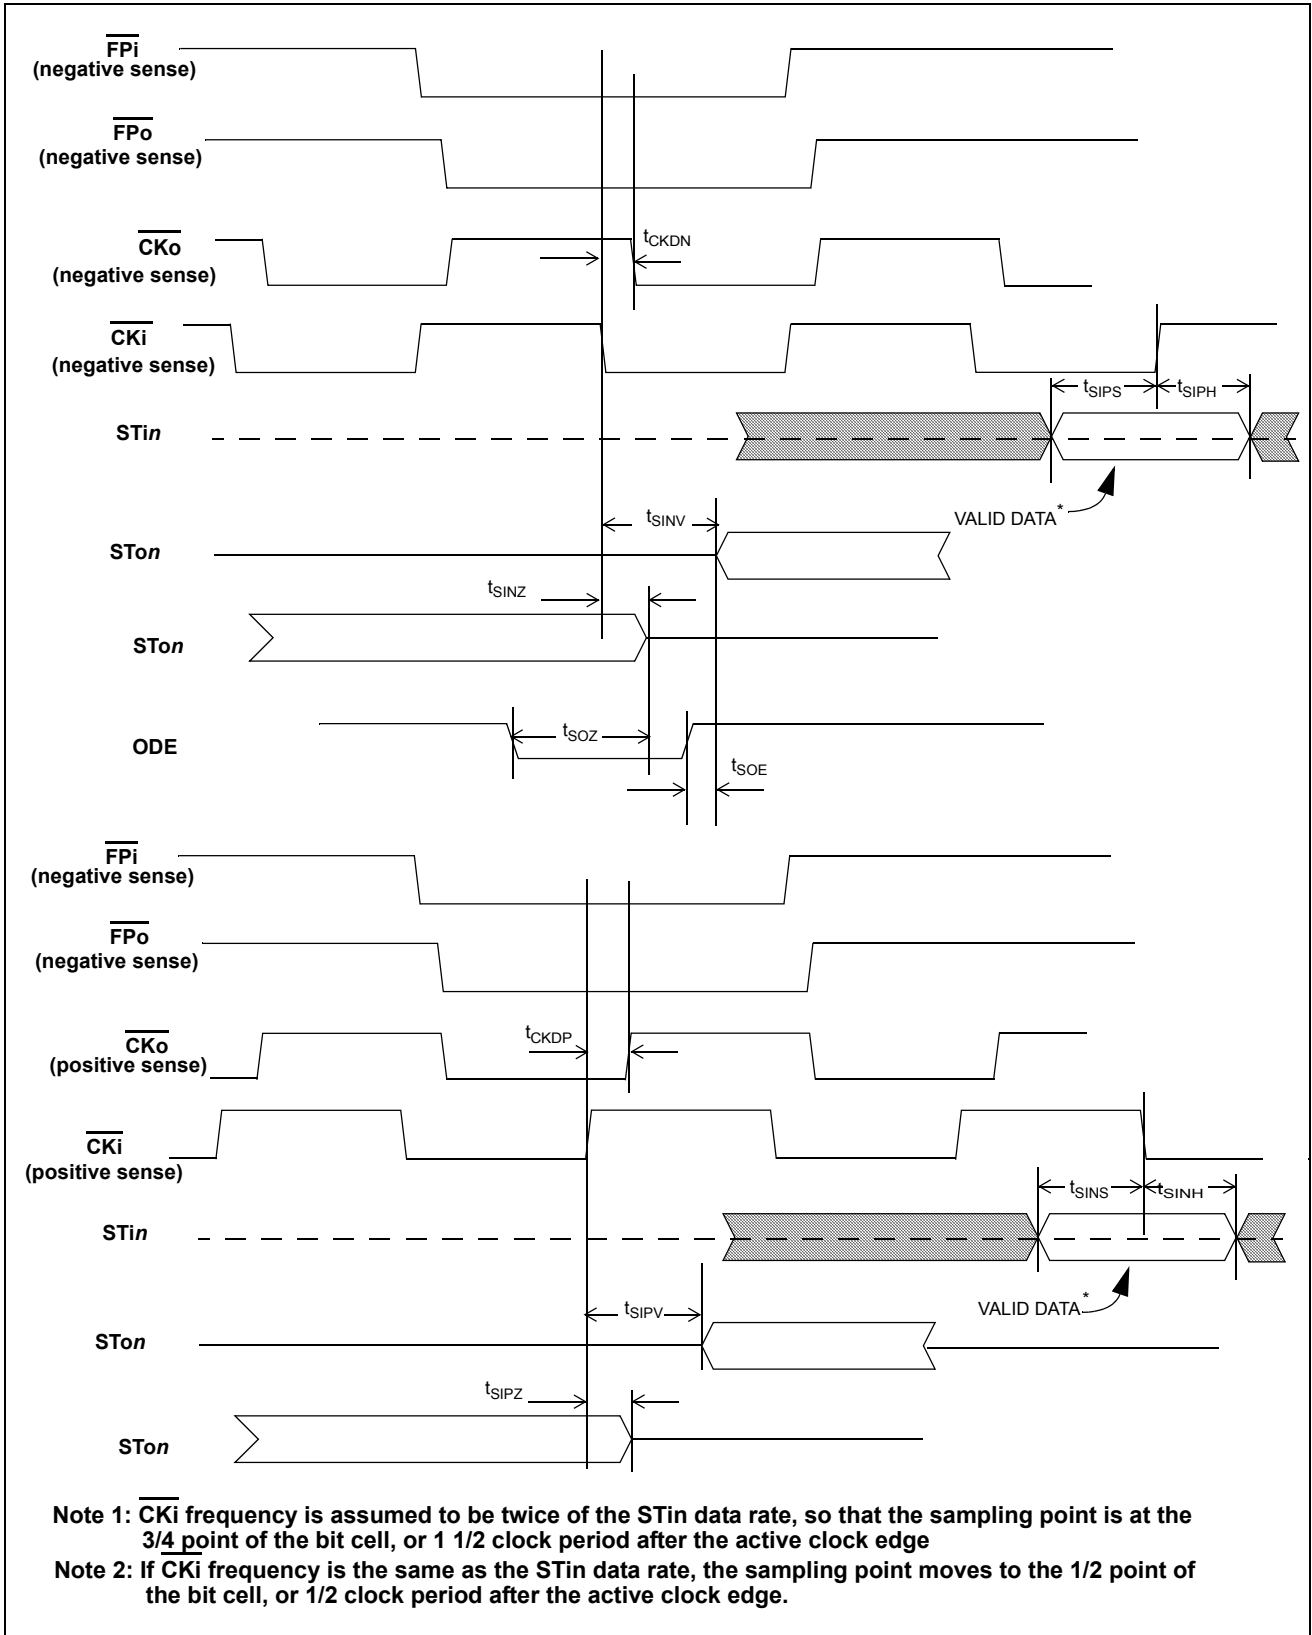 FPi
(negative sense)
FPo
(negative sense)
CKo
(negative sense)
tCKDN
CKi
(negative sense)
tSIPS
tSIPH
STin
VALID DATA*
tSINV
STon
tSINZ
STon
tSOZ
ODE
tSOE
FPi
(negative sense)
FPo
(negative sense)
tCKDP
CKo
(positive sense)
CKi
(positive sense)
tSINS
tSINH
STin
tSIPV
VALID DATA*
STon
tSIPZ
STon
Note 1: CKi frequency is assumed to be twice of the STin data rate, so that the sampling point is at the
3/4 point of the bit cell, or 1 1/2 clock period after the active clock edge
Note 2: If CKi frequency is the same as the STin data rate, the sampling point moves to the 1/2 point of
the bit cell, or 1/2 clock period after the active clock edge.